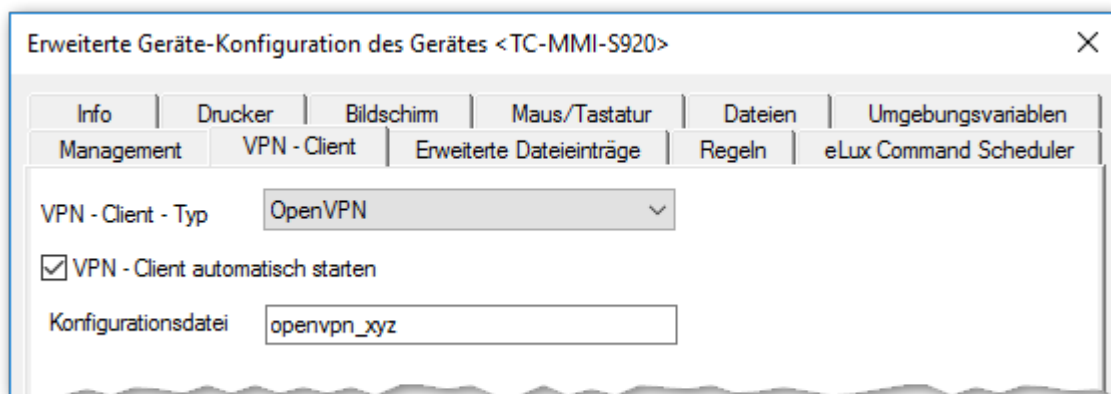 Erweiterte Geräte-Konfiguration des Gerätes <TC-MMI-S920>
Info Drucker Bildschirm Maus/Tastatur Dateien Umgebungsvariablen
Management VPN - Client Erweiterte Dateieinträge Regeln eLux Command Scheduler
VPN - Client - Typ OpenVPN
VPN - Client automatisch starten
Konfigurationsdatei openvpn_xyz